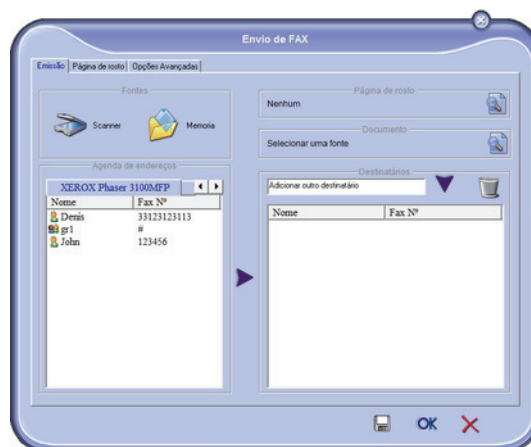 Envio de FAX
Emissão Página de rosto Opções Avançadas
Fontes
Scanner Memoria
Página de rosto
Nenhum
Documento
Selecionar uma fonte
Agenda de endereços
XEROX Phaser 3100MFP
Nome Fax Nº
Denis 33123123113
gr1 #
John 123456
Destinatários
Adicionar outro destinatário
Nome Fax Nº
OK